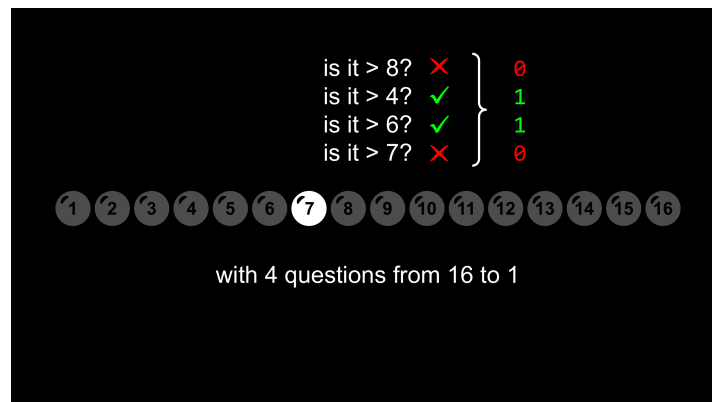 is it > 8? ✗ 0
is it > 4? ✓ 1
is it > 6? ✓ 1
is it > 7? ✗ 0
1 2 3 4 5 6 7 8 9 10 11 12 13 14 15 16
with 4 questions from 16 to 1